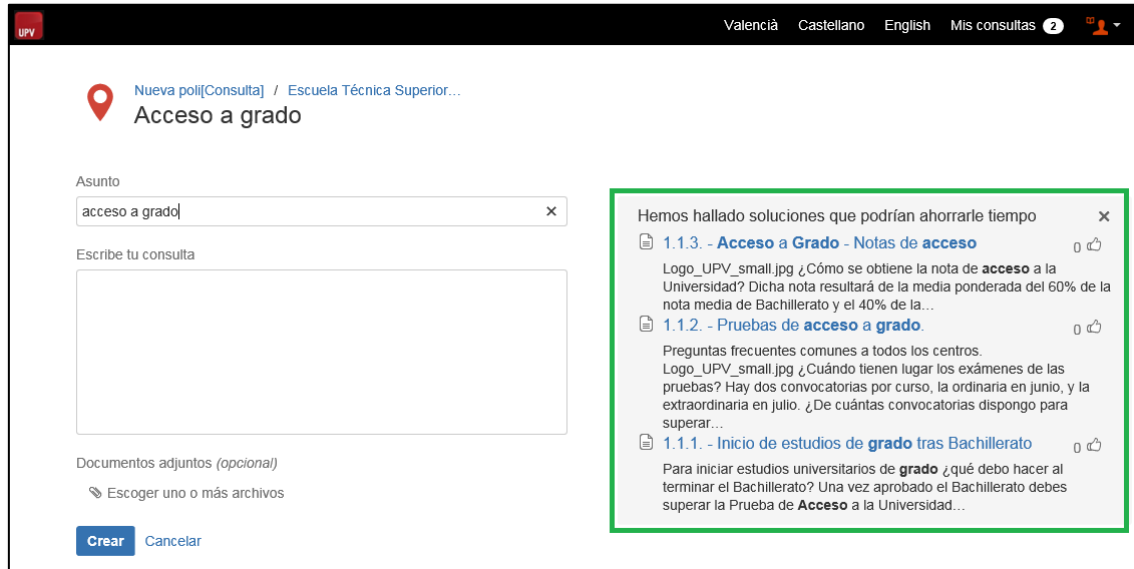 UPV
Valencià Castellano English Mis consultas 2
Nueva poli[Consulta] / Escuela Técnica Superior...
Acceso a grado
Asunto
acceso a grado
Escribe tu consulta
Documentos adjuntos (opcional)
Escoger uno o más archivos
Crear Cancelar
Hemos hallado soluciones que podrían ahorrarle tiempo
1.1.3. - Acceso a Grado - Notas de acceso 0
Logo_UPV_small.jpg ¿Cómo se obtiene la nota de acceso a la
Universidad? Dicha nota resultará de la media ponderada del 60% de la
nota media de Bachillerato y el 40% de la...
1.1.2. - Pruebas de acceso a grado. 0
Preguntas frecuentes comunes a todos los centros.
Logo_UPV_small.jpg ¿Cuándo tienen lugar los exámenes de las
pruebas? Hay dos convocatorias por curso, la ordinaria en junio, y la
extraordinaria en julio. ¿De cuántas convocatorias dispongo para
superar...
1.1.1. - Inicio de estudios de grado tras Bachillerato 0
Para iniciar estudios universitarios de grado ¿qué debo hacer al
terminar el Bachillerato? Una vez aprobado el Bachillerato debes
superar la Prueba de Acceso a la Universidad...